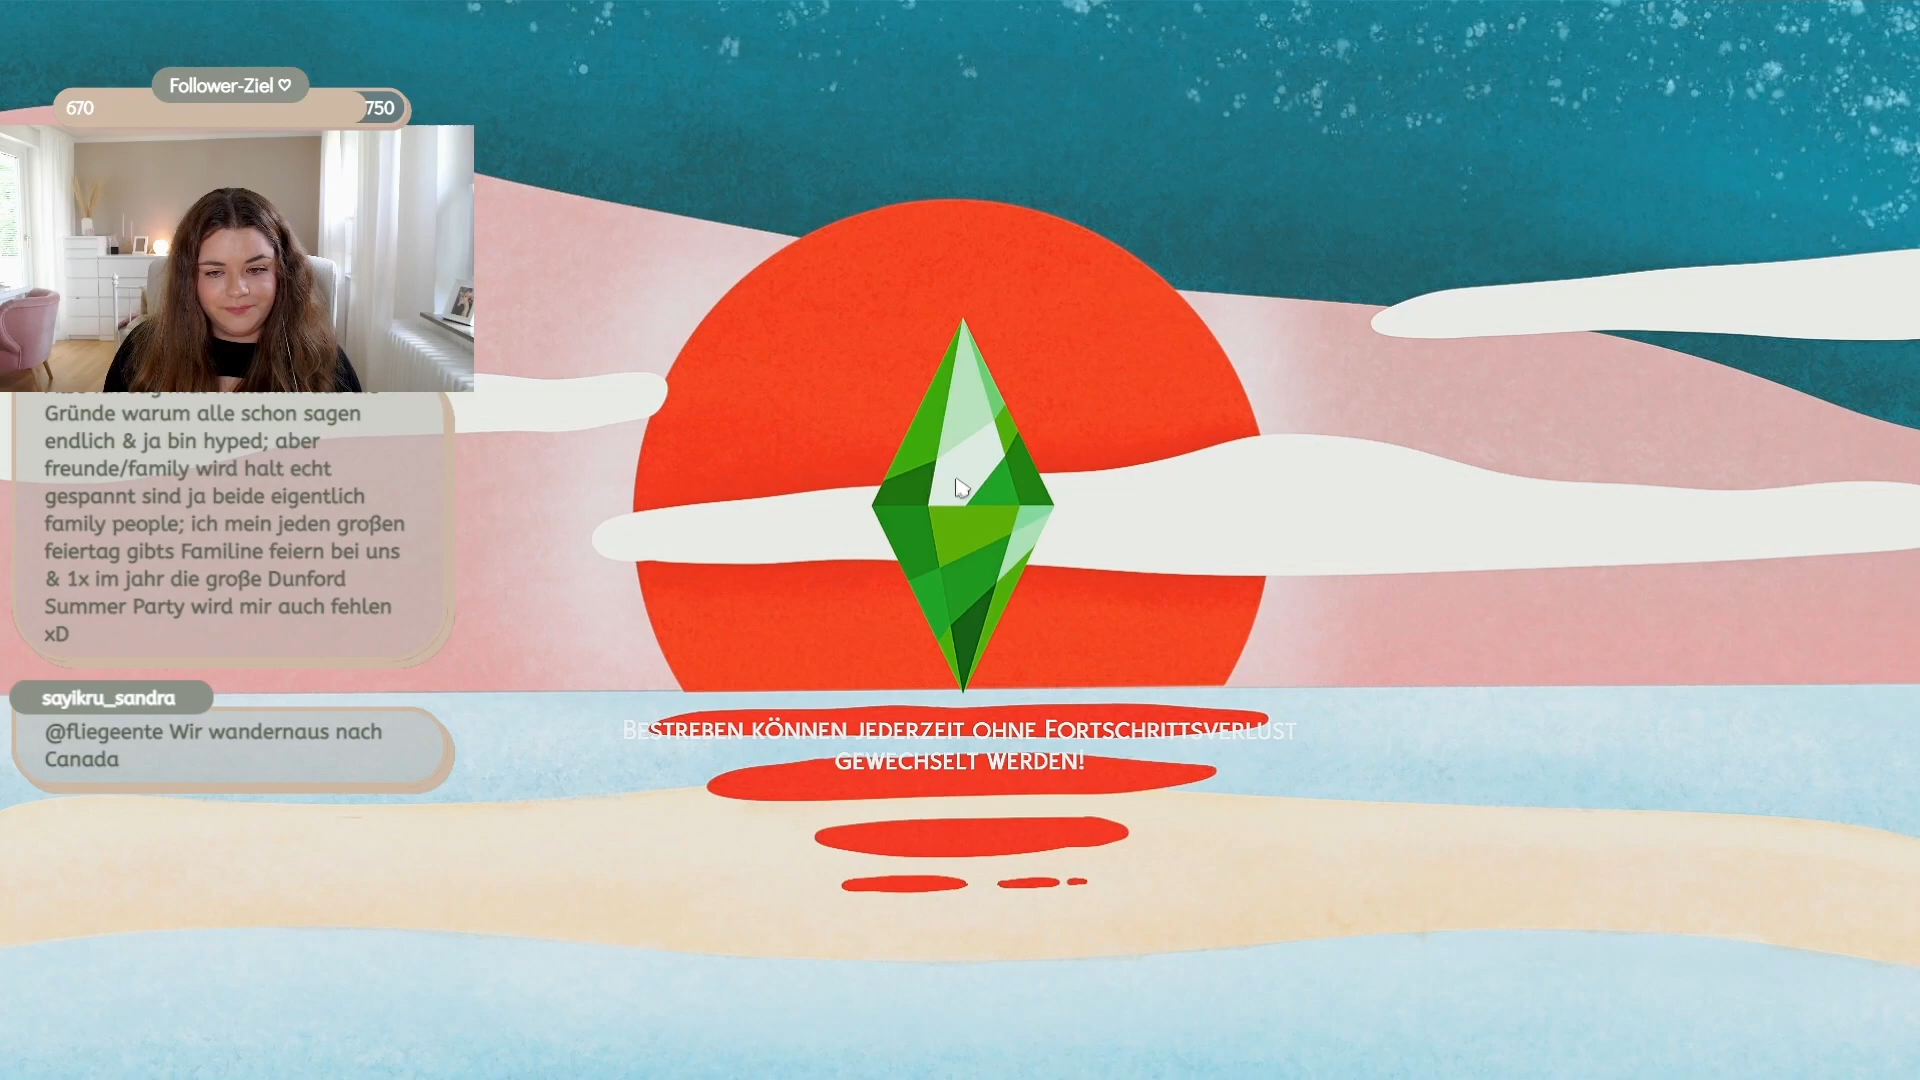 Follower-Ziel ♡
670
750
Gründe warum alle schon sagen
endlich & ja bin hyped; aber
freunde/family wird halt echt
gespannt sind ja beide eigentlich
family people; ich mein jeden großen
feiertag gibts Familine feiern bei uns
& 1x im jahr die große Dunford
Summer Party wird mir auch fehlen
xD
sayikru_sandra
@fliegeente Wir wandernaus nach
Canada
BESTREBEN KÖNNEN JEDERZEIT OHNE FORTSCHRITTSVERLUST
GEWECHSELT WERDEN!